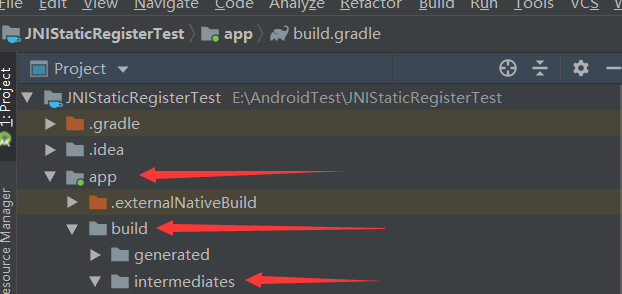 File Edit View Navigate Code Analyze Refactor Build Run Tools VCS
JNIStaticRegisterTest app build.gradle
Project
JNIStaticRegisterTest E:\AndroidTest\JNIStaticRegisterTest
.gradle
.idea
app
.externalNativeBuild
build
generated
intermediates
1: Project
Resource Manager